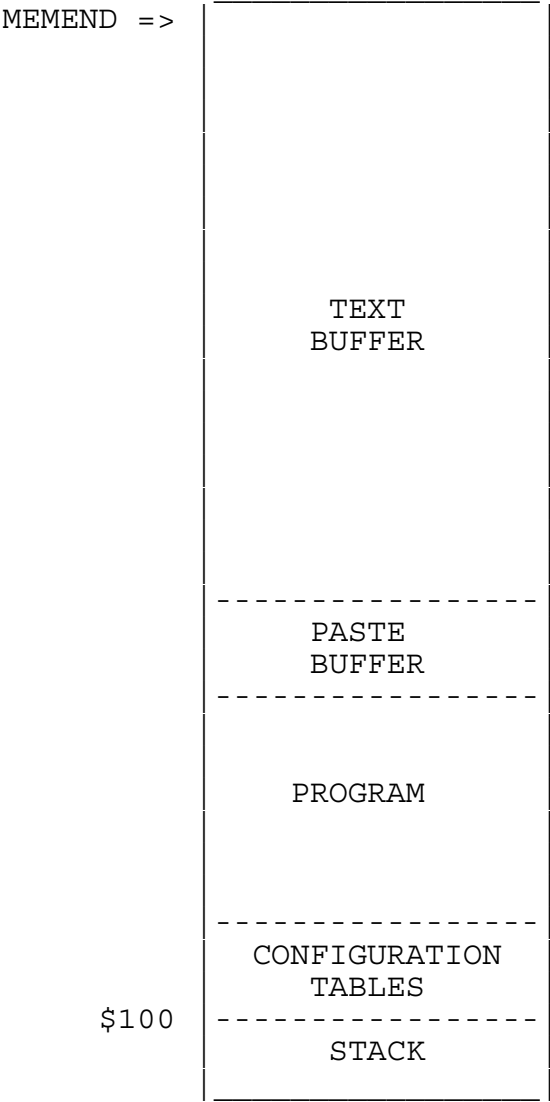 MEMEND =>
TEXT
BUFFER
-----------------
PASTE
BUFFER
-----------------
PROGRAM
-----------------
CONFIGURATION
TABLES
$100 -----------------
STACK